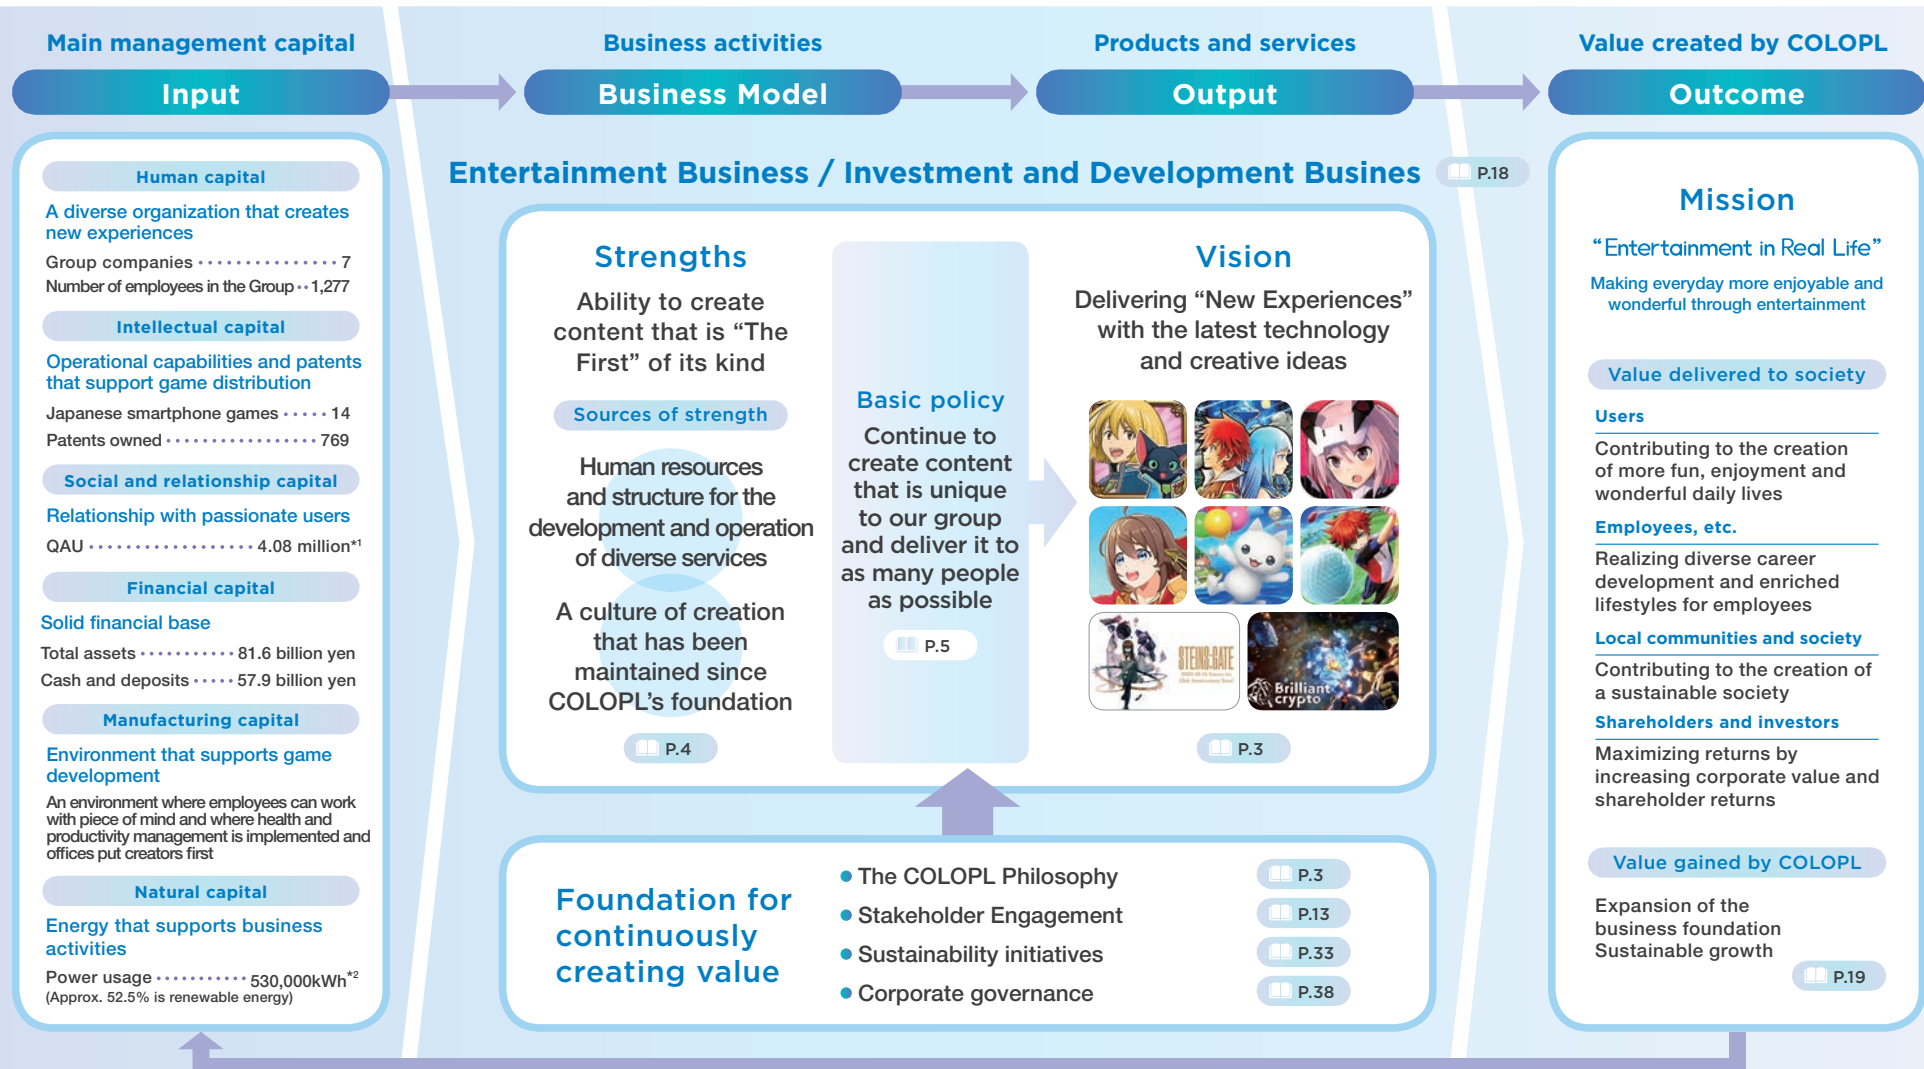 Main management capital
Input
Human capital
A diverse organization that creates
new experiences
Group companies ・・・・・・・・・・・・・・・ 7
Number of employees in the Group ・・ 1,277
Intellectual capital
Operational capabilities and patents
that support game distribution
Japanese smartphone games ・・・・・ 14
Patents owned ・・・・・・・・・・・・・・・・・ 769
Social and relationship capital
Relationship with passionate users
QAU ・・・・・・・・・・・・・・・・・・ 4.08 million*1
Financial capital
Solid financial base
Total assets ・・・・・・・・・・・ 81.6 billion yen
Cash and deposits ・・・・・ 57.9 billion yen
Manufacturing capital
Environment that supports game
development
An environment where employees can work
with piece of mind and where health and
productivity management is implemented and
offices put creators first
Natural capital
Energy that supports business
activities
Power usage ・・・・・・・・・・・ 530,000kWh*2
(Approx. 52.5% is renewable energy)
Business activities
Business Model
Products and services
Output
Entertainment Business / Investment and Development Busines P.18
Strengths
Ability to create
content that is “The
First” of its kind
Sources of strength
Human resources
and structure for the
development and operation
of diverse services
A culture of creation
that has been
maintained since
COLOPL’s foundation
P.4
Basic policy
Continue to
create content
that is unique
to our group
and deliver it to
as many people
as possible
P.5
Vision
Delivering “New Experiences”
with the latest technology
and creative ideas
STEINS;GATE
Brilliant
crypto
P.3
Foundation for
continuously
creating value
• The COLOPL Philosophy P.3
• Stakeholder Engagement P.13
• Sustainability initiatives P.33
• Corporate governance P.38
Value created by COLOPL
Outcome
Mission
“Entertainment in Real Life”
Making everyday more enjoyable and
wonderful through entertainment
Value delivered to society
Users
Contributing to the creation
of more fun, enjoyment and
wonderful daily lives
Employees, etc.
Realizing diverse career
development and enriched
lifestyles for employees
Local communities and society
Contributing to the creation of
a sustainable society
Shareholders and investors
Maximizing returns by
increasing corporate value and
shareholder returns
Value gained by COLOPL
Expansion of the
business foundation
Sustainable growth
P.19